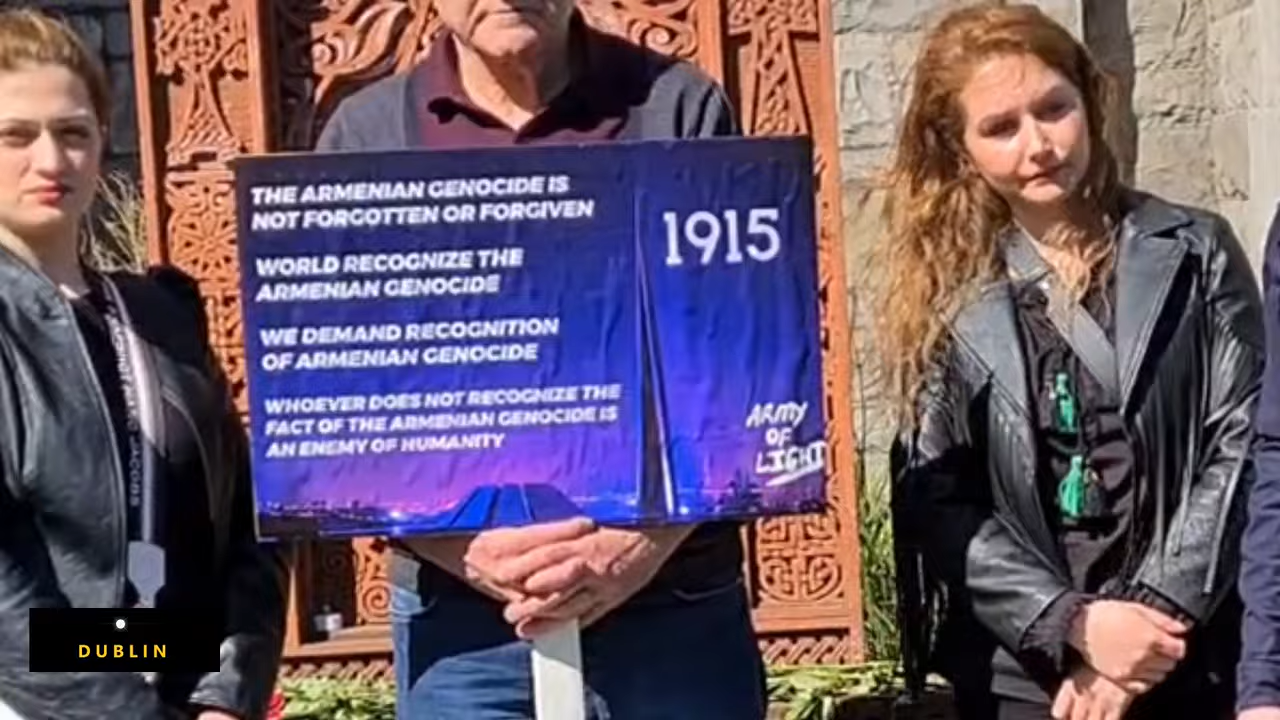 THE ARMENIAN GENOCIDE IS
NOT FORGOTTEN OR FORGIVEN
WORLD RECOGNIZE THE
ARMENIAN GENOCIDE
WE DEMAND RECOGNITION
OF ARMENIAN GENOCIDE
WHOEVER DOES NOT RECOGNIZE THE
FACT OF THE ARMENIAN GENOCIDE IS
AN ENEMY OF HUMANITY
1915
ARMY
OF
LIGHT
DUBLIN